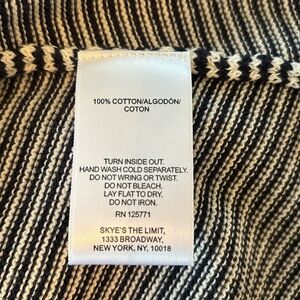 100% COTTON/ALGODÓN/
COTON
TURN INSIDE OUT.
HAND WASH COLD SEPARATELY.
DO NOT WRING OR TWIST.
DO NOT BLEACH.
LAY FLAT TO DRY.
DO NOT IRON.
RN 125771
SKYE'S THE LIMIT,
1333 BROADWAY,
NEW YORK, NY, 10018